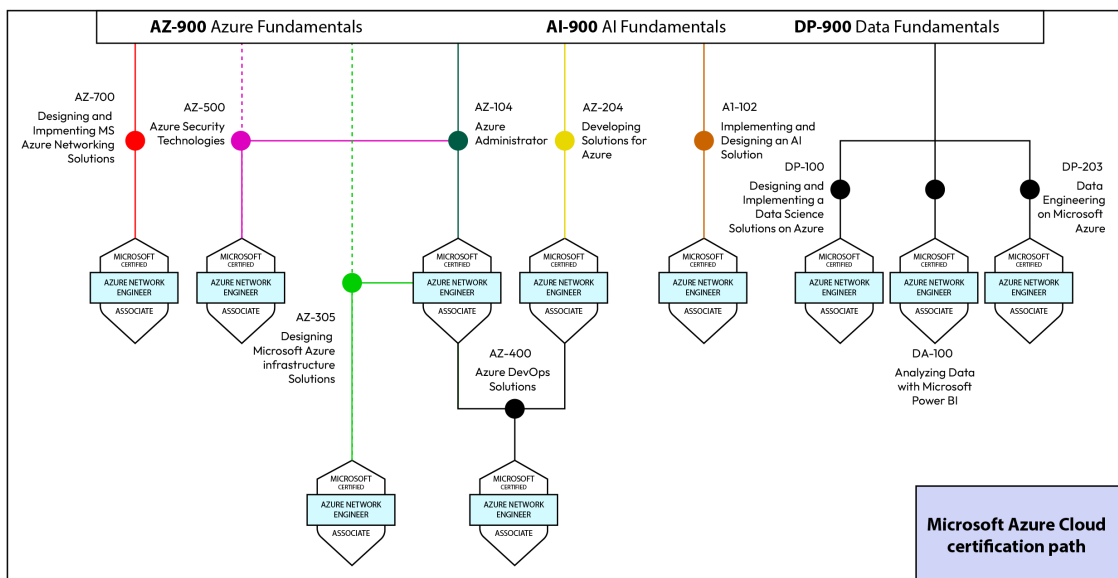 AZ-900 Azure Fundamentals
AI-900 AI Fundamentals
DP-900 Data Fundamentals
AZ-700
Designing and
Impmenting MS
Azure Networking
Solutions
AZ-500
Azure Security
Technologies
AZ-104
Azure
Administrator
AZ-204
Developing
Solutions for
Azure
A1-102
Implementing and
Designing an AI
Solution
DP-100
Designing and
Implementing a
Data Science
Solutions on Azure
DP-203
Data
Engineering
on Microsoft
Azure
MICROSOFT
CERTIFIED
AZURE NETWORK
ENGINEER
ASSOCIATE
MICROSOFT
CERTIFIED
AZURE NETWORK
ENGINEER
ASSOCIATE
MICROSOFT
CERTIFIED
AZURE NETWORK
ENGINEER
ASSOCIATE
MICROSOFT
CERTIFIED
AZURE NETWORK
ENGINEER
ASSOCIATE
MICROSOFT
CERTIFIED
AZURE NETWORK
ENGINEER
ASSOCIATE
MICROSOFT
CERTIFIED
AZURE NETWORK
ENGINEER
ASSOCIATE
MICROSOFT
CERTIFIED
AZURE NETWORK
ENGINEER
ASSOCIATE
MICROSOFT
CERTIFIED
AZURE NETWORK
ENGINEER
ASSOCIATE
AZ-305
Designing
Microsoft Azure
infrastructure
Solutions
AZ-400
Azure DevOps
Solutions
DA-100
Analyzing Data
with Microsoft
Power BI
MICROSOFT
CERTIFIED
AZURE NETWORK
ENGINEER
ASSOCIATE
MICROSOFT
CERTIFIED
AZURE NETWORK
ENGINEER
ASSOCIATE
Microsoft Azure Cloud
certification path